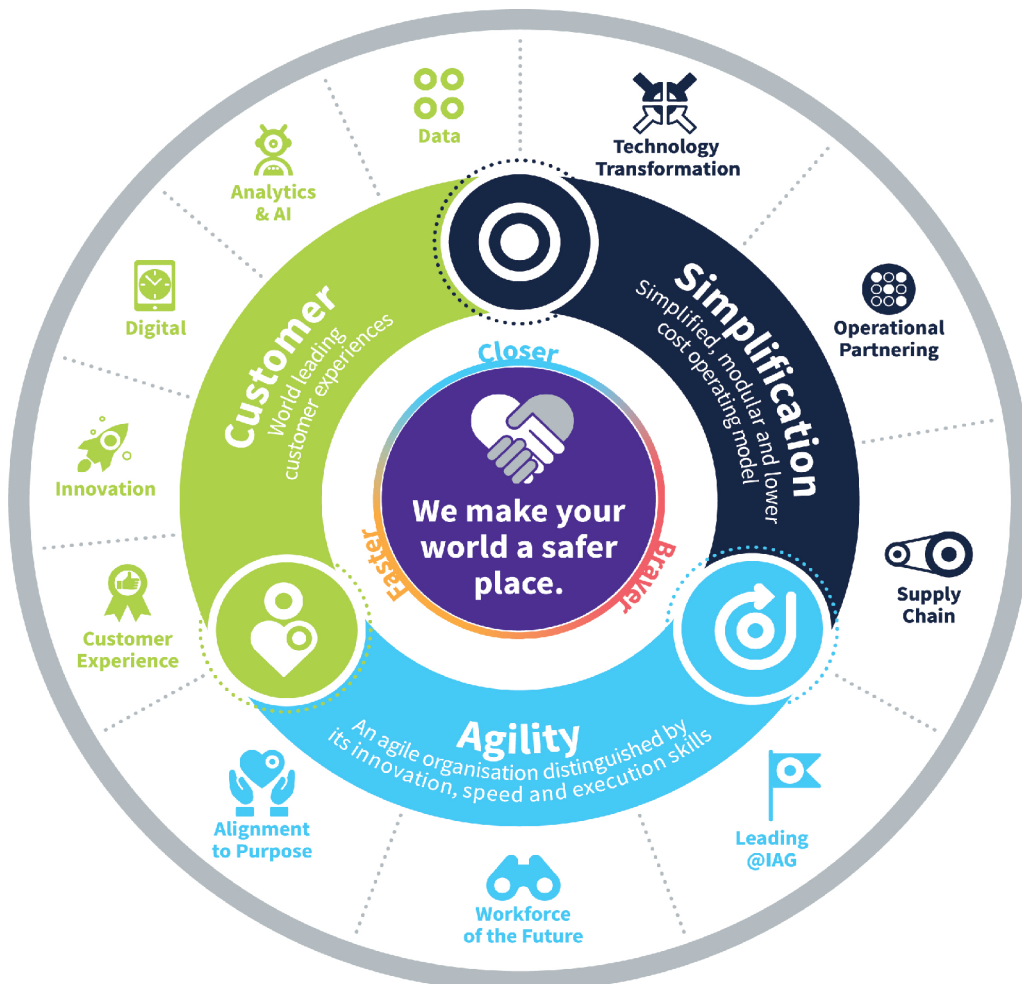 Data
Technology
Transformation
Analytics
& AI
Digital
Operational
Partnering
Customer
World leading
customer experiences
Simplification
Simplified, modular and lower
cost operating model
Closer
Faster
Braver
We make your
world a safer
place.
Innovation
Customer
Experience
Supply
Chain
Agility
An agile organisation distinguished by
its innovation, speed and execution skills
Alignment
to Purpose
Leading
@IAG
Workforce
of the Future